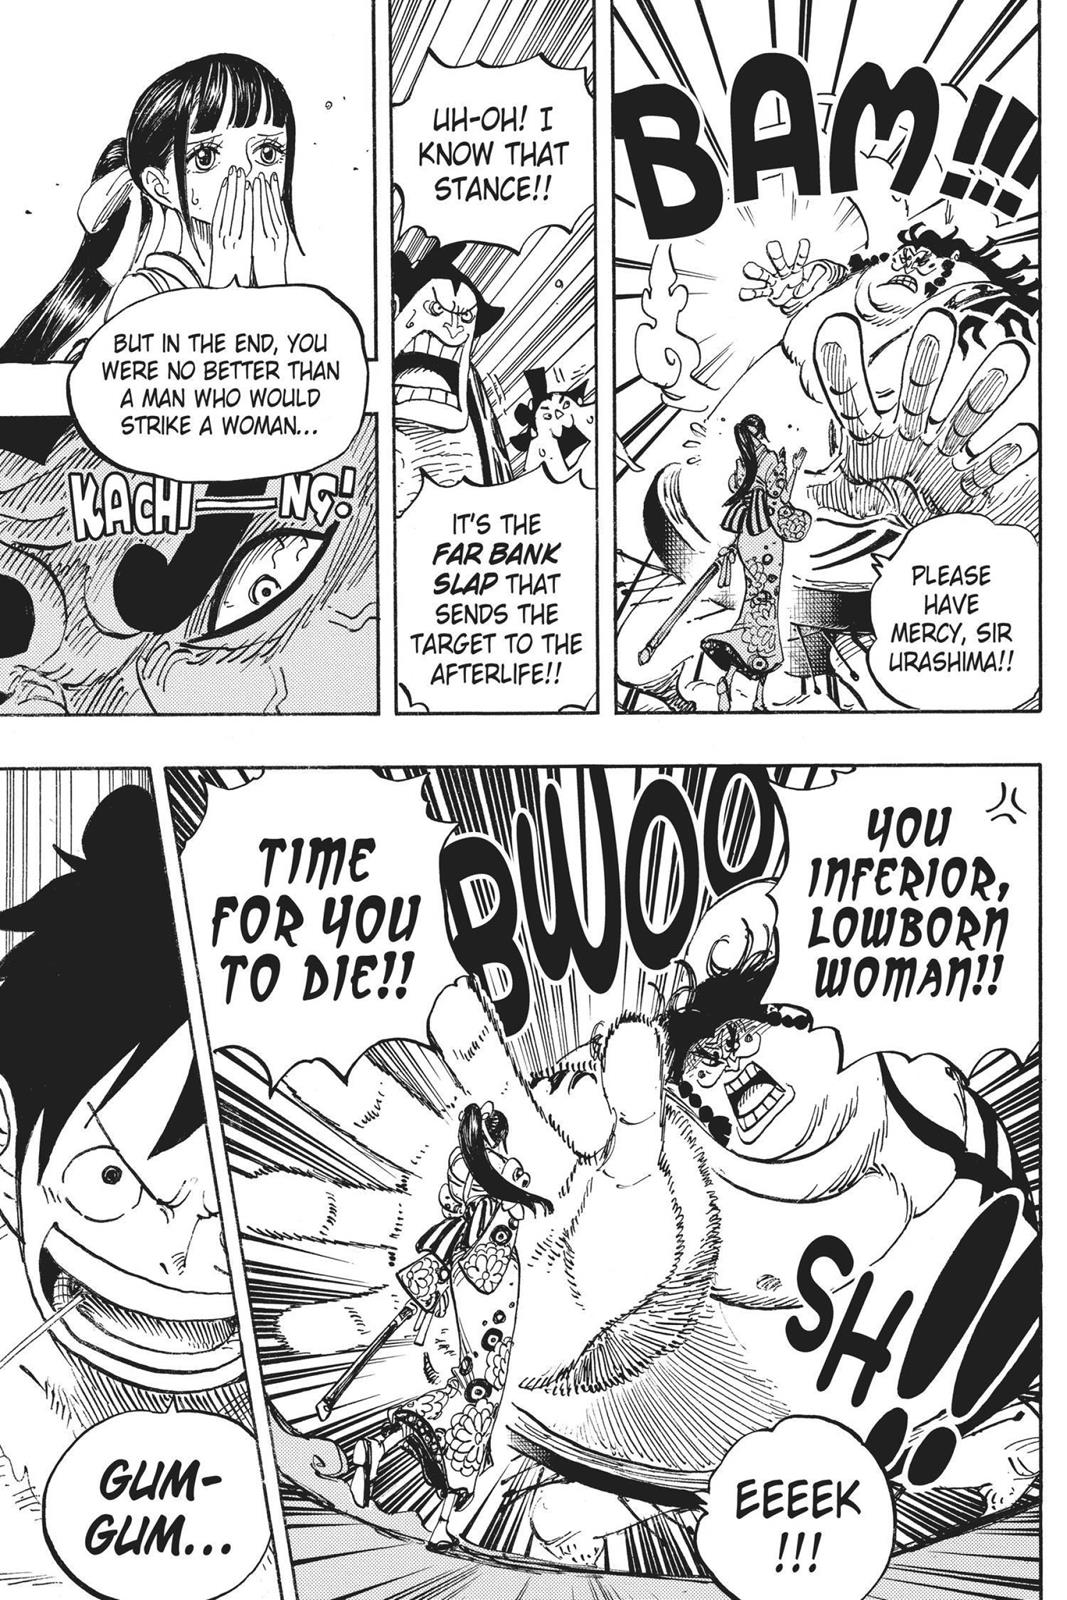 BAM!!!
PLEASE
HAVE
MERCY, SIR
URASHIMA!!
UH-OH! I
KNOW THAT
STANCE!!
IT'S THE
FAR BANK
SLAP THAT
SENDS THE
TARGET TO THE
AFTERLIFE!!
BUT IN THE END, YOU
WERE NO BETTER THAN
A MAN WHO WOULD
STRIKE A WOMAN...
KACHI—NG!
YOU
INFERIOR,
LOWBORN
WOMAN!!
BWOO
SH!!
TIME
FOR YOU
TO DIE!!
EEEEK
!!!
GUM-
GUM...